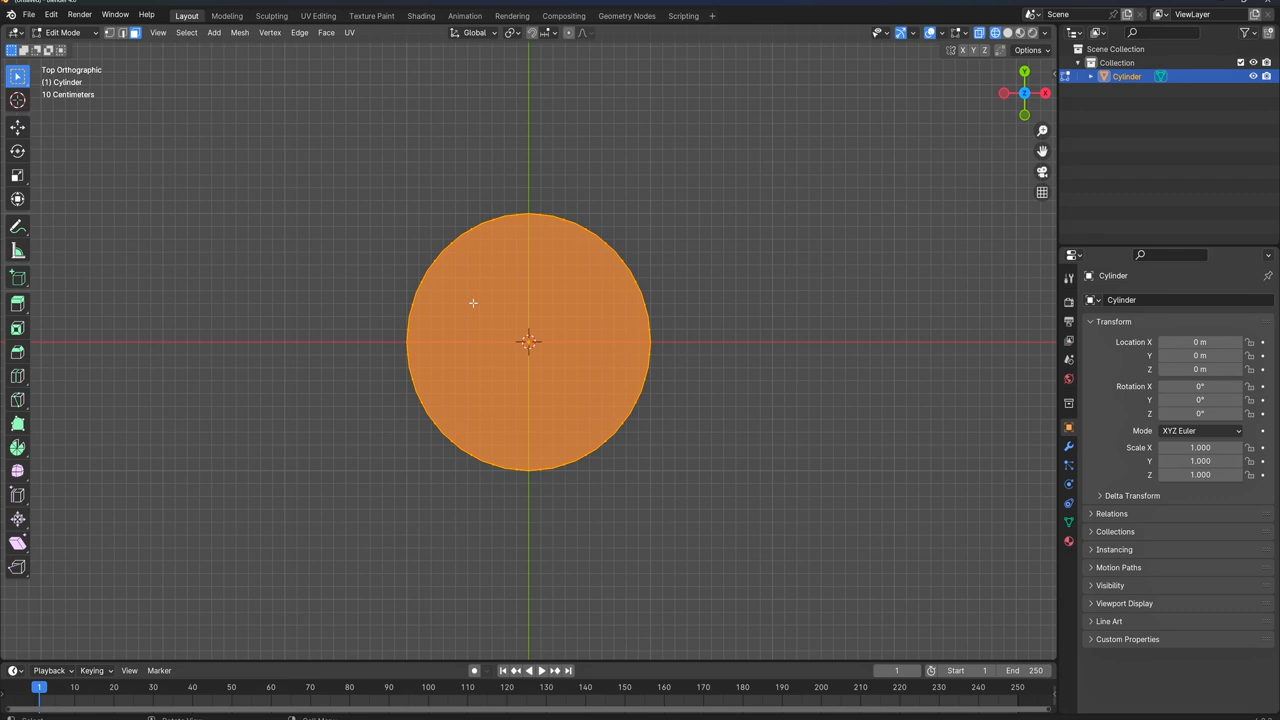 File Edit Render Window Help Layout Modeling Sculpting UV Editing Texture Paint Shading Animation Rendering Compositing Geometry Nodes Scripting + Scene ViewLayer
Edit Mode View Select Add Mesh Vertex Edge Face UV Global
X Y Z Options
Top Orthographic
(1) Cylinder
10 Centimeters
Y
Z X
Scene Collection
Collection
Cylinder
Cylinder
Cylinder
Transform
Location X 0 m
Y 0 m
Z 0 m
Rotation X 0°
Y 0°
Z 0°
Mode XYZ Euler
Scale X 1.000
Y 1.000
Z 1.000
Delta Transform
Relations
Collections
Instancing
Motion Paths
Visibility
Viewport Display
Line Art
Custom Properties
Playback Keying View Marker 1 Start 1 End 250
1 10 20 30 40 50 60 70 80 90 100 110 120 130 140 150 160 170 180 190 200 210 220 230 240 250